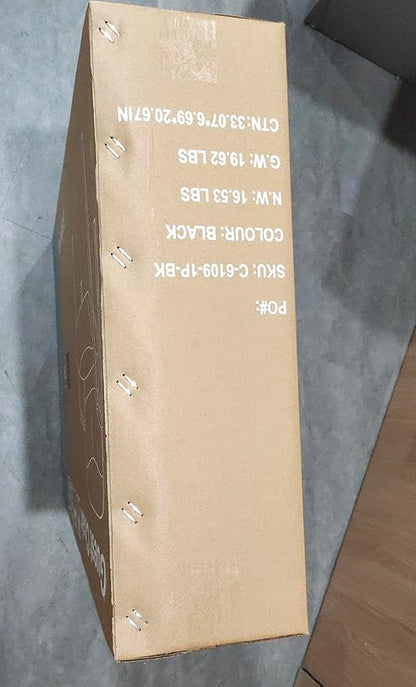 PO#:
SKU: C-6109-1P-BK
COLOUR: BLACK
N.W: 16.53 LBS
G.W: 19.62 LBS
CTN:33.07*6.69*20.67IN